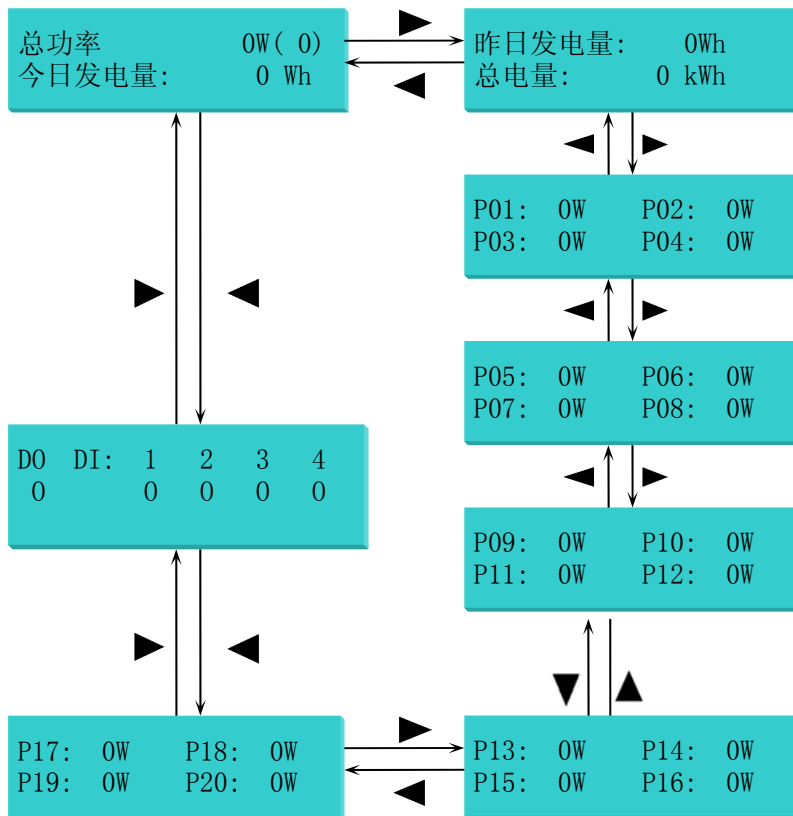 总功率 0W( 0)
今日发电量: 0 Wh
昨日发电量: 0Wh
总电量: 0 kWh
P01: 0W P02: 0W
P03: 0W P04: 0W
P05: 0W P06: 0W
P07: 0W P08: 0W
DO DI: 1 2 3 4
0 0 0 0 0
P09: 0W P10: 0W
P11: 0W P12: 0W
P17: 0W P18: 0W
P19: 0W P20: 0W
P13: 0W P14: 0W
P15: 0W P16: 0W